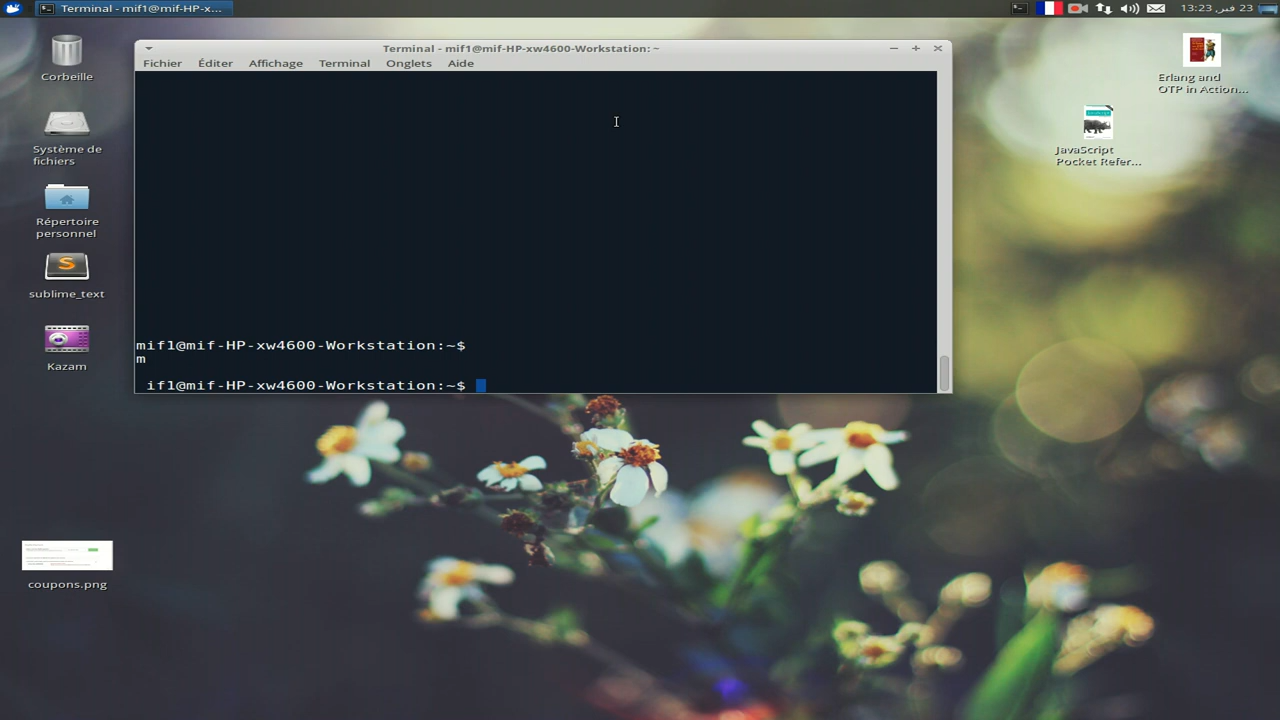 Terminal - mif1@mif-HP-x...
13:23 ,فبر 23
Corbeille
Système de
fichiers
Répertoire
personnel
sublime_text
Kazam
coupons.png
Terminal - mif1@mif-HP-xw4600-Workstation: ~
Fichier Éditer Affichage Terminal Onglets Aide
mif1@mif-HP-xw4600-Workstation:~$
m
if1@mif-HP-xw4600-Workstation:~$
Erlang and
OTP in Action...
JavaScript
Pocket Refer...